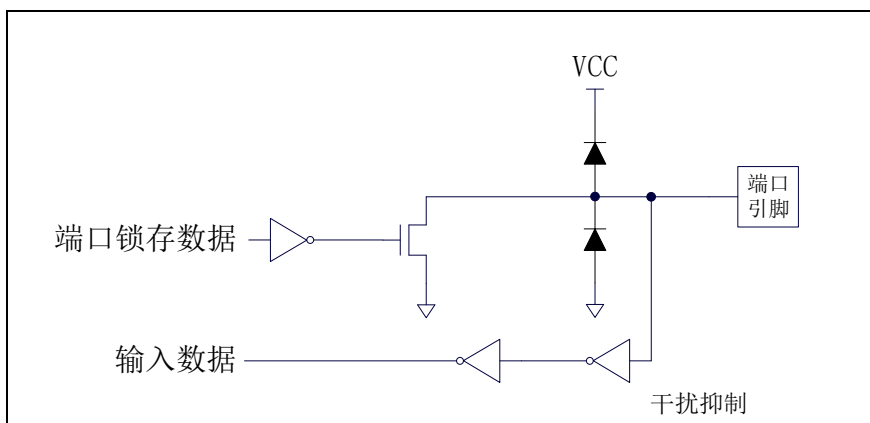 VCC
端口
引脚
端口锁存数据
输入数据
干扰抑制